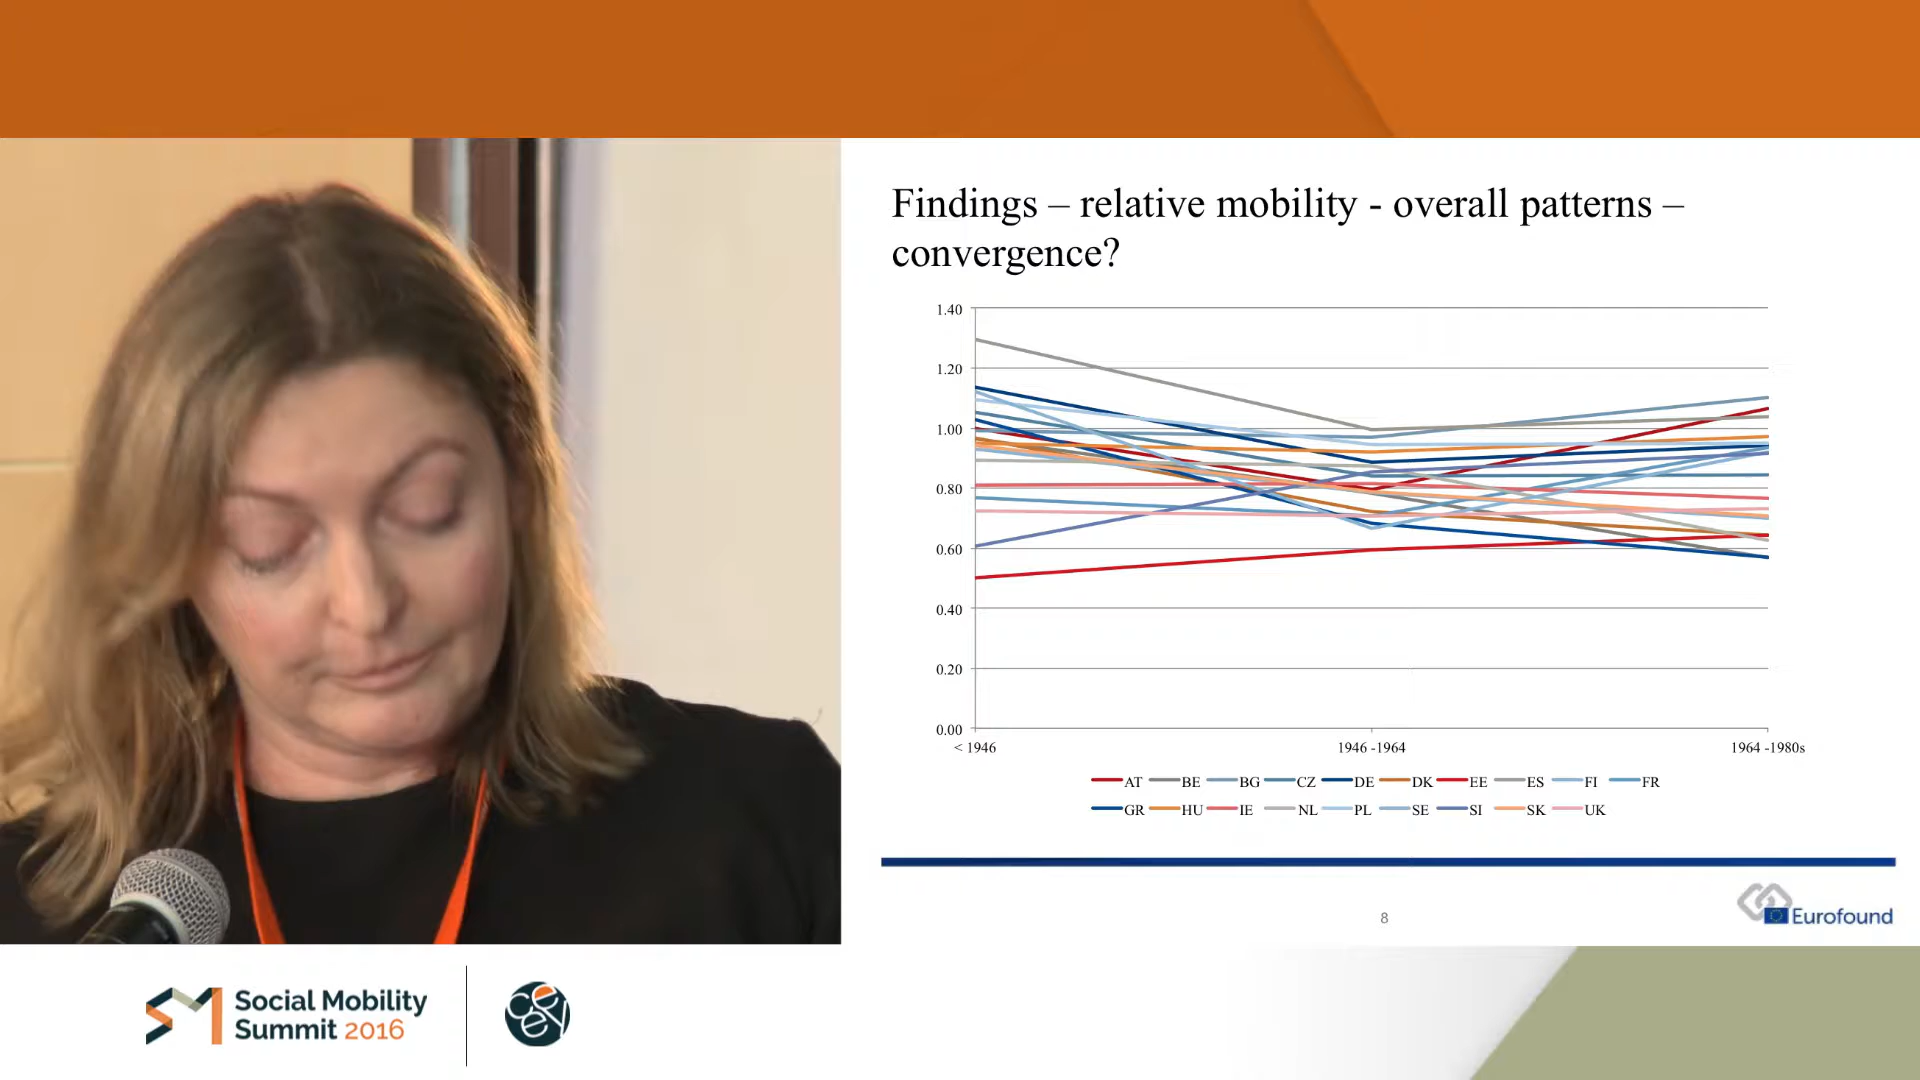 Findings – relative mobility - overall patterns –
convergence?
1.40
1.20
1.00
0.80
0.60
0.40
0.20
0.00
< 1946 1946 -1964 1964 -1980s
AT BE BG CZ DE DK EE ES FI FR
GR HU IE NL PL SE SI SK UK
8
Eurofound
Social Mobility
Summit 2016
ceev